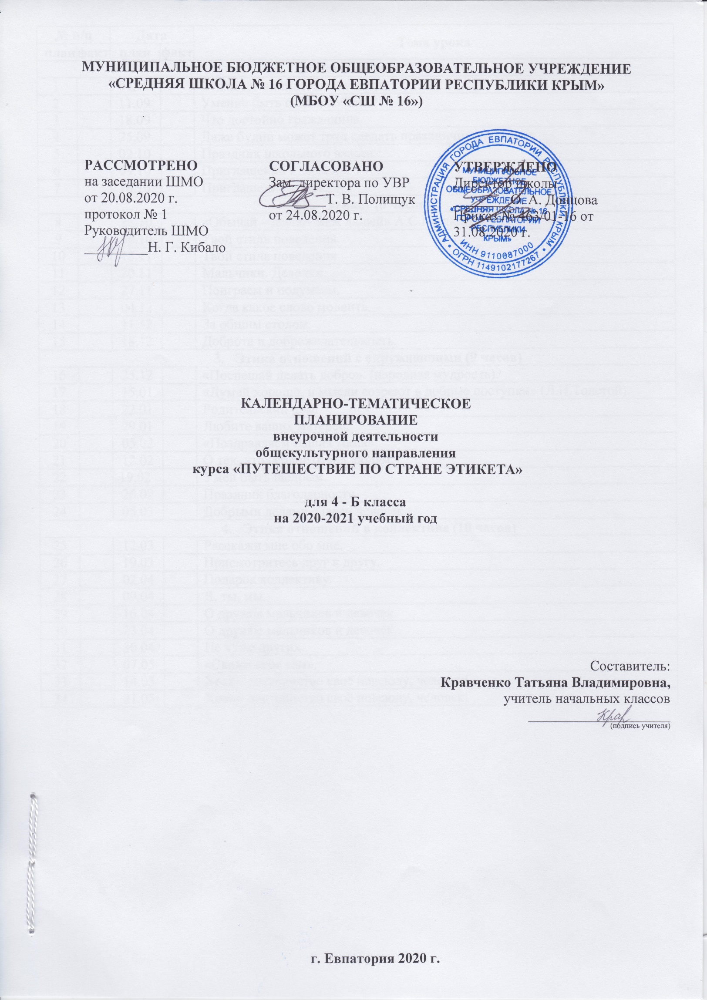 МУНИЦИПАЛЬНОЕ БЮДЖЕТНОЕ ОБЩЕОБРАЗОВАТЕЛЬНОЕ УЧРЕЖДЕНИЕ
«СРЕДНЯЯ ШКОЛА № 16 ГОРОДА ЕВПАТОРИИ РЕСПУБЛИКИ КРЫМ»
(МБОУ «СШ № 16»)
РАССМОТРЕНО
на заседании ШМО
от 20.08.2020 г.
протокол № 1
Руководитель ШМО
Н. Г. Кибало
СОГЛАСОВАНО
Зам. директора по УВР
Т. В. Полищук
от 24.08.2020 г.
УТВЕРЖДЕНО
Директор школы
О. А. Донцова
Приказ № 463/01-16 от
31.08.2020 г.
АДМИНИСТРАЦИЯ ГОРОДА ЕВПАТОРИИ РЕСПУБЛИКИ КРЫМ
ОГРН 1149102177267
МУНИЦИПАЛЬНОЕ
БЮДЖЕТНОЕ
ОБЩЕОБРАЗОВАТЕЛЬНОЕ
УЧРЕЖДЕНИЕ
«СРЕДНЯЯ ШКОЛА № 16
ГОРОДА ЕВПАТОРИИ
РЕСПУБЛИКИ
КРЫМ»
ИНН 9110087000
КАЛЕНДАРНО-ТЕМАТИЧЕСКОЕ
ПЛАНИРОВАНИЕ
внеурочной деятельности
общекультурного направления
курса «ПУТЕШЕСТВИЕ ПО СТРАНЕ ЭТИКЕТА»
для 4 - Б класса
на 2020-2021 учебный год
Составитель:
Кравченко Татьяна Владимировна,
учитель начальных классов
(подпись учителя)
г. Евпатория 2020 г.